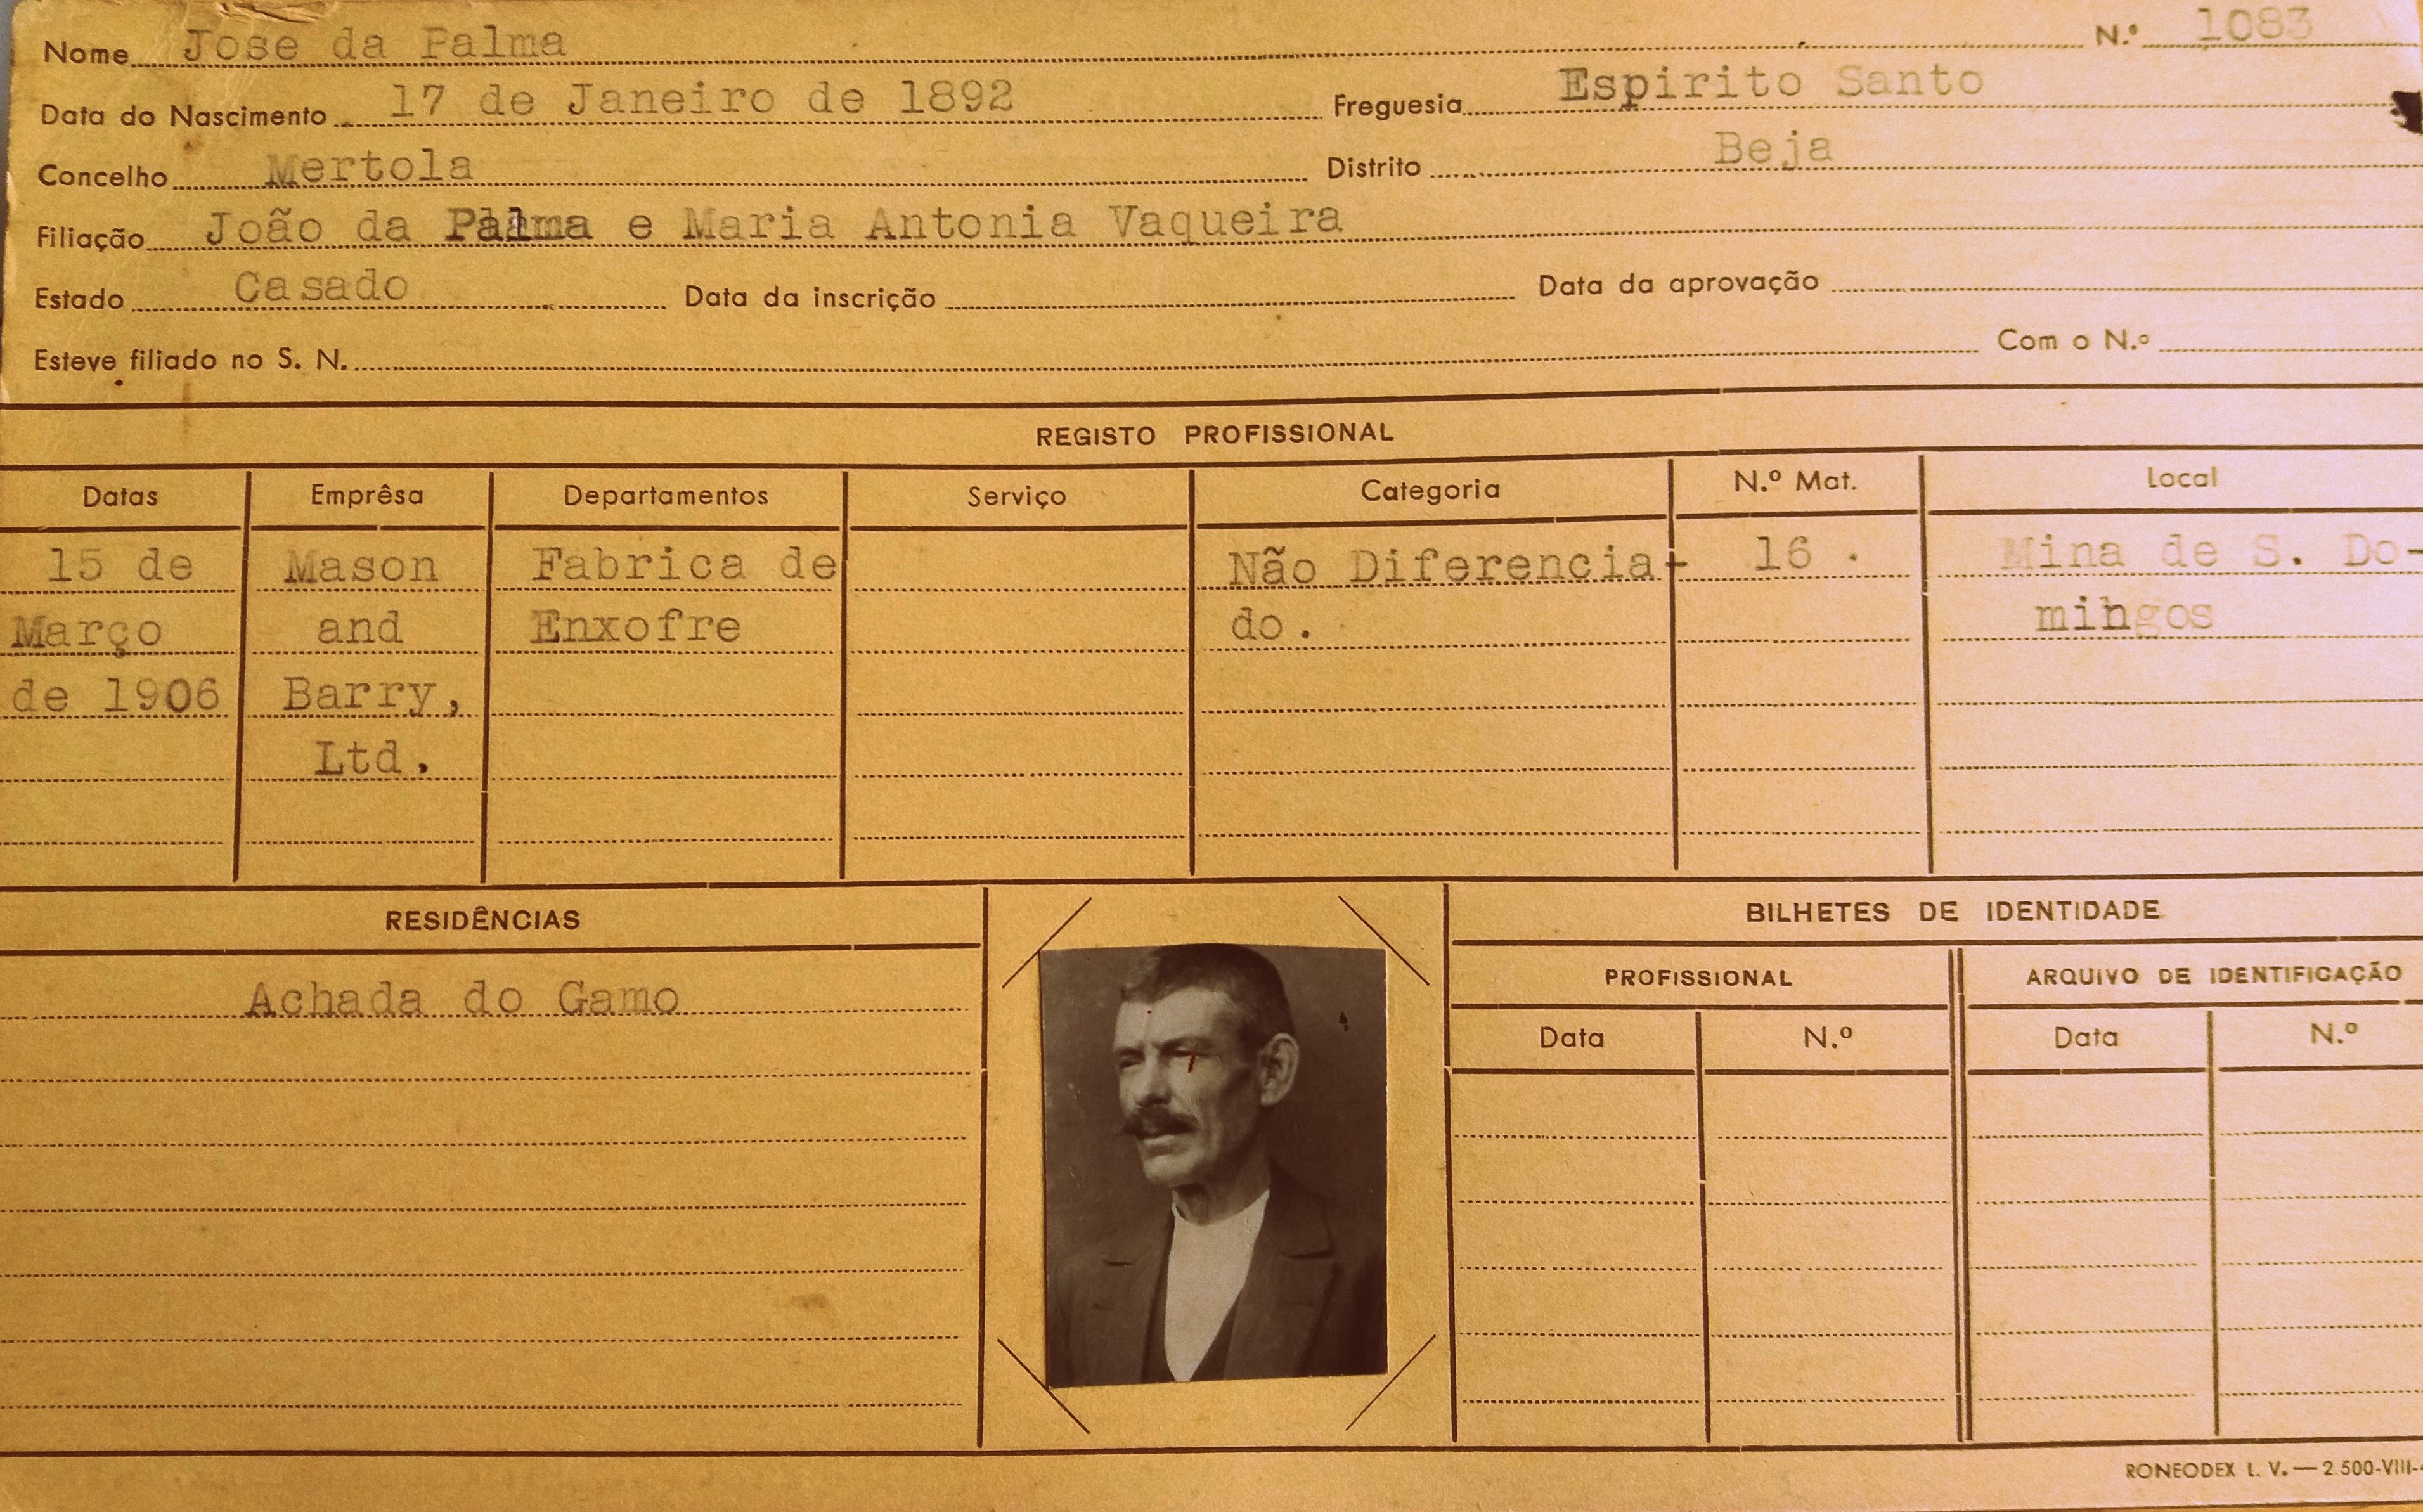 Nome Jose da Palma N.º 1083
Data do Nascimento 17 de Janeiro de 1892 Freguesia Espirito Santo
Concelho Mertola Distrito Beja
Filiação João da Palma e Maria Antonia Vaqueira
Estado Casado Data da inscrição Data da aprovação
Esteve filiado no S. N. Com o N.º
REGISTO PROFISSIONAL
Datas Emprêsa Departamentos Serviço Categoria N.º Mat. Local
15 de Mason Fabrica de Não Diferencia- 16 . Mina de S. Do-
Março and Enxofre do. mingos
de 1906 Barry,
Ltd.
RESIDÊNCIAS BILHETES DE IDENTIDADE
PROFISSIONAL ARQUIVO DE IDENTIFICAÇÃO
Achada do Gamo
Data N.º Data N.º
RONEODEX L. V. — 2.500-VIII-